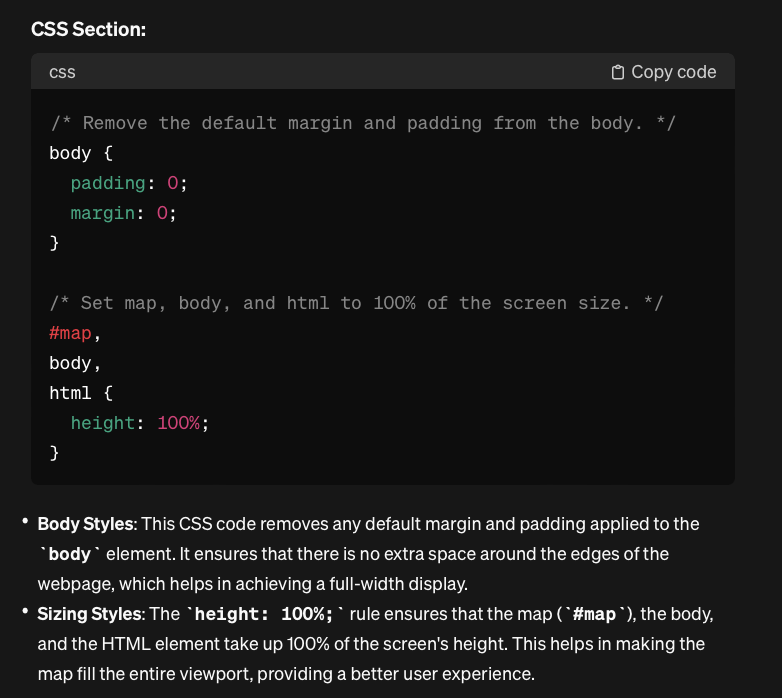 CSS Section:
css Copy code
/* Remove the default margin and padding from the body. */
body {
  padding: 0;
  margin: 0;
}

/* Set map, body, and html to 100% of the screen size. */
#map,
body,
html {
  height: 100%;
}
• Body Styles: This CSS code removes any default margin and padding applied to the
`body` element. It ensures that there is no extra space around the edges of the
webpage, which helps in achieving a full-width display.
• Sizing Styles: The `height: 100%;` rule ensures that the map (`#map`), the body,
and the HTML element take up 100% of the screen's height. This helps in making the
map fill the entire viewport, providing a better user experience.